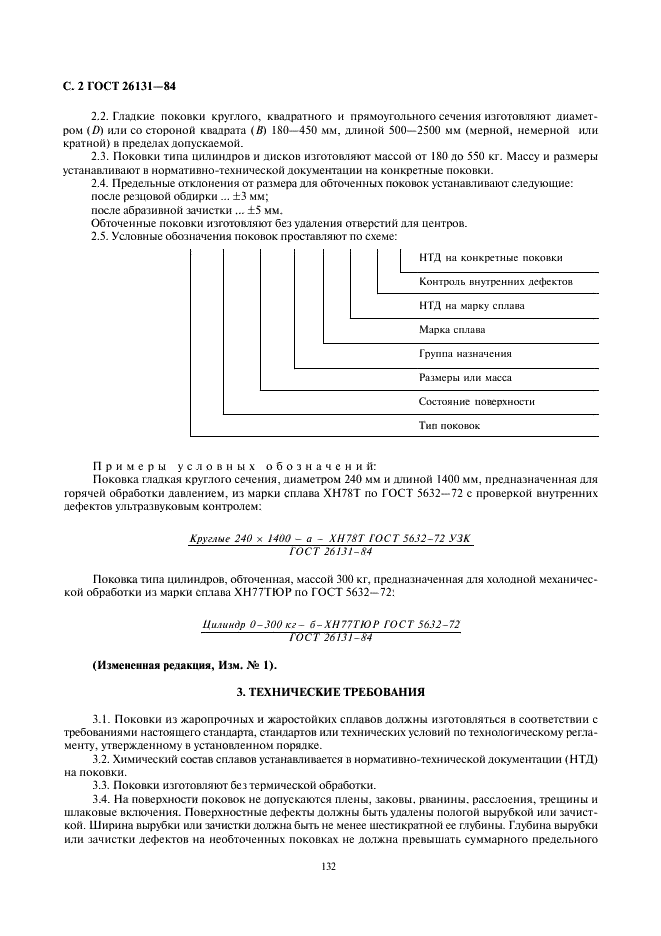 С. 2 ГОСТ 26131—84
2.2. Гладкие поковки круглого, квадратного и прямоугольного сечения изготовляют диамет-
ром (D) или со стороной квадрата (B) 180—450 мм, длиной 500—2500 мм (мерной, немерной или
кратной) в пределах допускаемой.
2.3. Поковки типа цилиндров и дисков изготовляют массой от 180 до 550 кг. Массу и размеры
устанавливают в нормативно-технической документации на конкретные поковки.
2.4. Предельные отклонения от размера для обточенных поковок устанавливают следующие:
после резцовой обдирки ... ±3 мм;
после абразивной зачистки ... ±5 мм.
Обточенные поковки изготовляют без удаления отверстий для центров.
2.5. Условные обозначения поковок проставляют по схеме:
НТД на конкретные поковки
Контроль внутренних дефектов
НТД на марку сплава
Марка сплава
Группа назначения
Размеры или масса
Состояние поверхности
Тип поковок
Примеры условных обозначений:
Поковка гладкая круглого сечения, диаметром 240 мм и длиной 1400 мм, предназначенная для
горячей обработки давлением, из марки сплава ХН78Т по ГОСТ 5632—72 с проверкой внутренних
дефектов ультразвуковым контролем:
Круглые 240 × 1400 – а – ХН78Т ГОСТ 5632–72 УЗК
ГОСТ 26131–84
Поковка типа цилиндров, обточенная, массой 300 кг, предназначенная для холодной механичес-
кой обработки из марки сплава ХН77ТЮР по ГОСТ 5632—72:
Цилиндр 0–300 кг – б–ХН77ТЮР ГОСТ 5632–72
ГОСТ 26131–84
(Измененная редакция, Изм. № 1).
3. ТЕХНИЧЕСКИЕ ТРЕБОВАНИЯ
3.1. Поковки из жаропрочных и жаростойких сплавов должны изготовляться в соответствии с
требованиями настоящего стандарта, стандартов или технических условий по технологическому регла-
менту, утвержденному в установленном порядке.
3.2. Химический состав сплавов устанавливается в нормативно-технической документации (НТД)
на поковки.
3.3. Поковки изготовляют без термической обработки.
3.4. На поверхности поковок не допускаются плены, заковы, рванины, расслоения, трещины и
шлаковые включения. Поверхностные дефекты должны быть удалены пологой вырубкой или зачист-
кой. Ширина вырубки или зачистки должна быть не менее шестикратной ее глубины. Глубина вырубки
или зачистки дефектов на необточенных поковках не должна превышать суммарного предельного
132